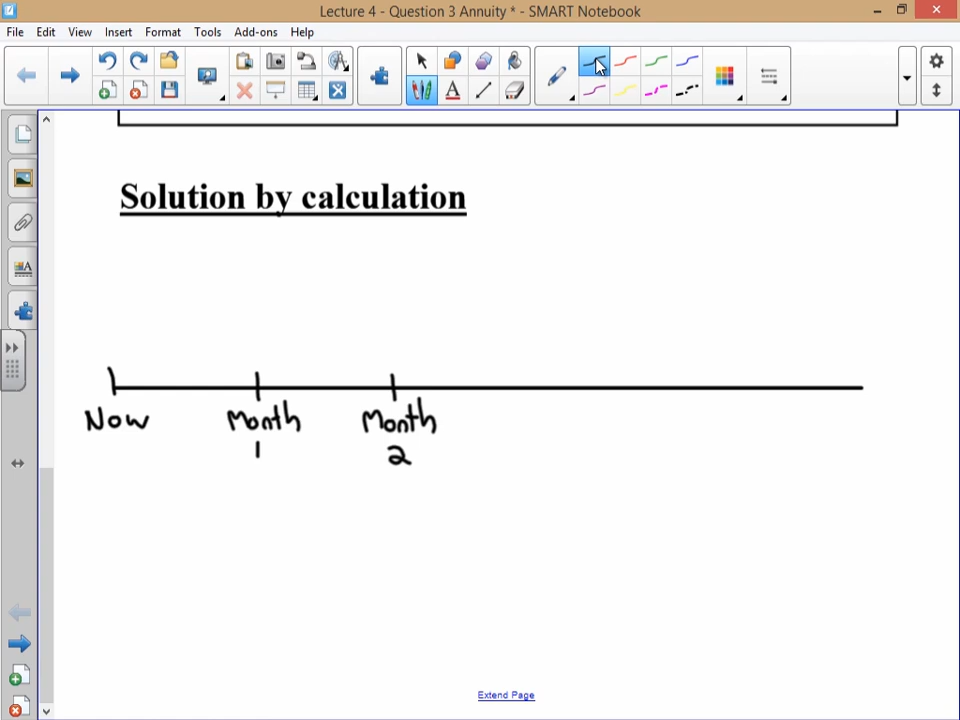 Lecture 4 - Question 3 Annuity * - SMART Notebook
File Edit View Insert Format Tools Add-ons Help
Solution by calculation
Now Month Month
1 2
Extend Page